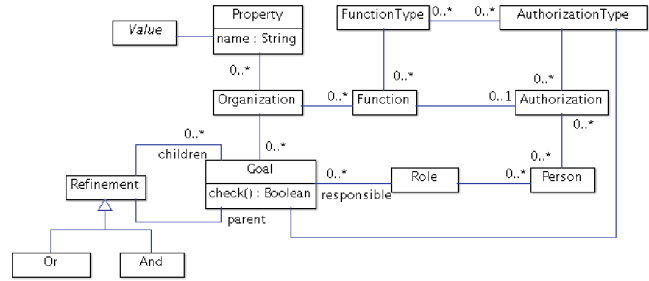 Property
FunctionType
0..*
0..*
AuthorizationType
Value
name : String
0..*
0..*
0..*
Organization
0..*
Function
0..1
Authorization
0..*
0..*
0..*
children
Goal
0..*
0..*
Refinement
check() : Boolean
responsible
Role
0..*
Person
parent
Or
And